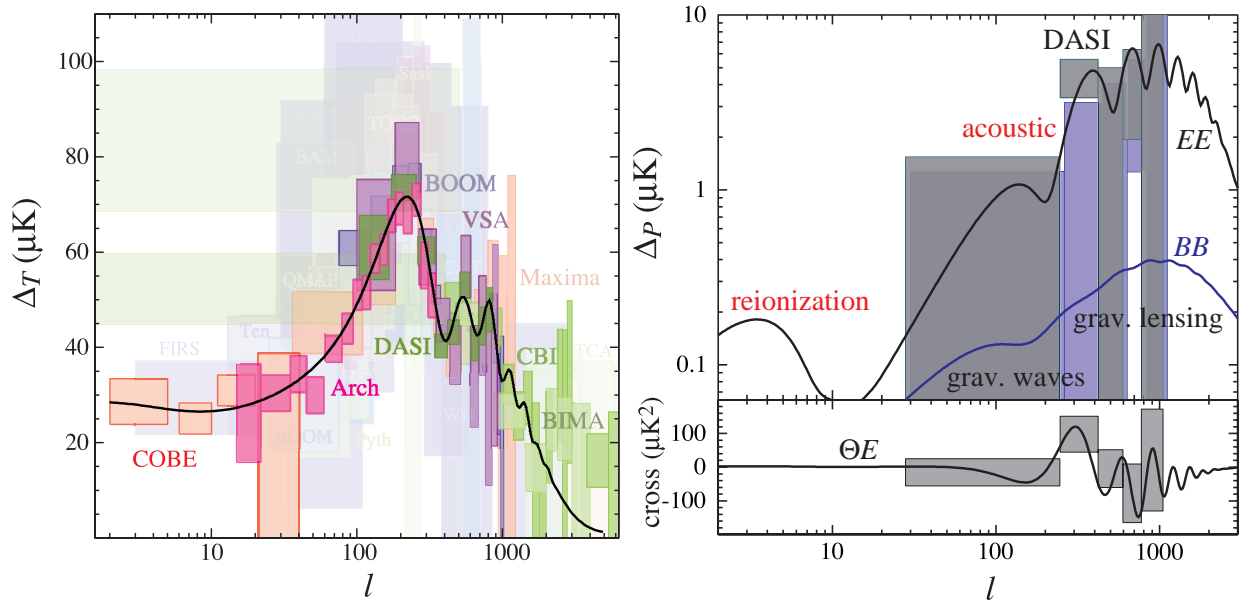 Δ_T (μK)
100
80
60
40
20
10
100
1000
l
Sask
TOCO
BAM
QMAP
Ten
FIRS
BOOM
Pyth
COBE
Arch
DASI
BOOM
VSA
Maxima
CBI
BIMA
Δ_P (μK)
10
1
0.1
DASI
acoustic
EE
BB
reionization
grav. lensing
grav. waves
cross (μK²)
100
0
-100
ΘE
10
100
1000
l